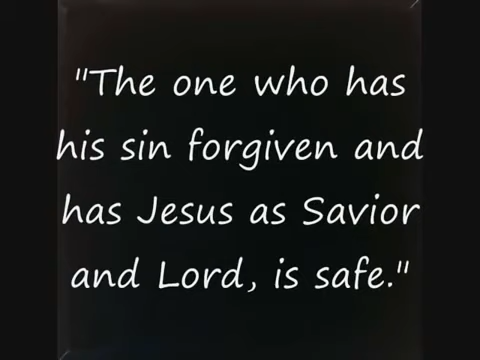 "The one who has
his sin forgiven and
has Jesus as Savior
and Lord, is safe."